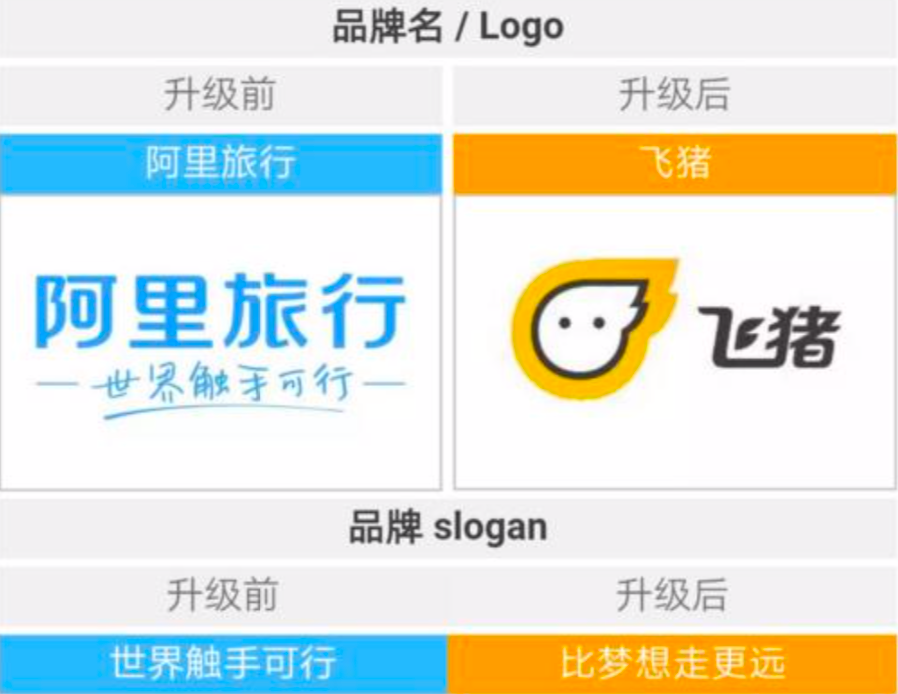 品牌名 / Logo
升级前 升级后
阿里旅行 飞猪
阿里旅行 飞猪
世界触手可行
品牌 slogan
升级前 升级后
世界触手可行 比梦想走更远